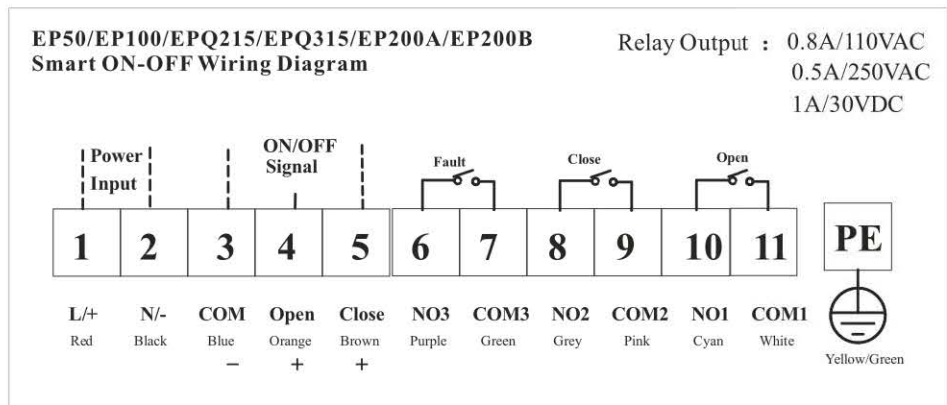 EP50/EP100/EPQ215/EPQ315/EP200A/EP200B
Smart ON-OFF Wiring Diagram
Relay Output : 0.8A/110VAC
0.5A/250VAC
1A/30VDC
Power
Input
ON/OFF
Signal
Fault
Close
Open
1 2 3 4 5 6 7 8 9 10 11 PE
L/+ N/- COM Open Close NO3 COM3 NO2 COM2 NO1 COM1
Red Black Blue Orange Brown Purple Green Grey Pink Cyan White Yellow/Green
− + +